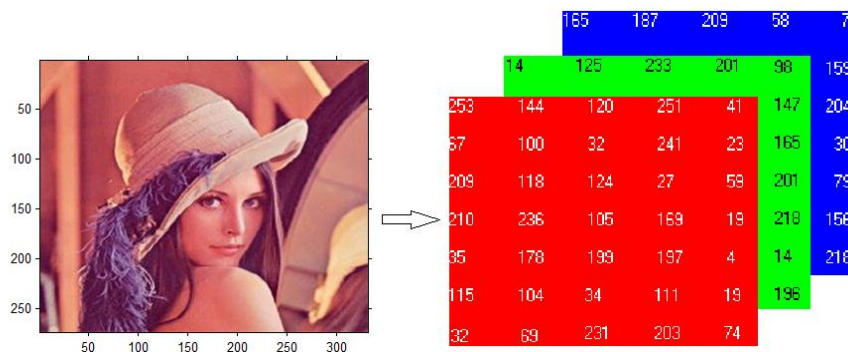 165 187 209 58 7
14 125 233 201 98 159
253 144 120 251 41 147 204
67 100 32 241 23 165 30
209 118 124 27 59 201 79
210 236 105 169 19 218 156
35 178 199 197 4 14 218
115 104 34 111 19 196
32 69 231 203 74
50
100
150
200
250
50 100 150 200 250 300